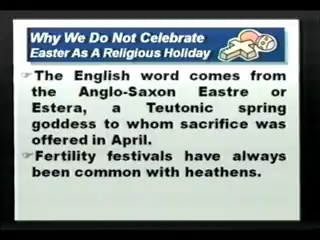 Why We Do Not Celebrate
Easter As A Religious Holiday
☞The English word comes from
the Anglo-Saxon Eastre or
Estera, a Teutonic spring
goddess to whom sacrifice was
offered in April.
☞Fertility festivals have always
been common with heathens.